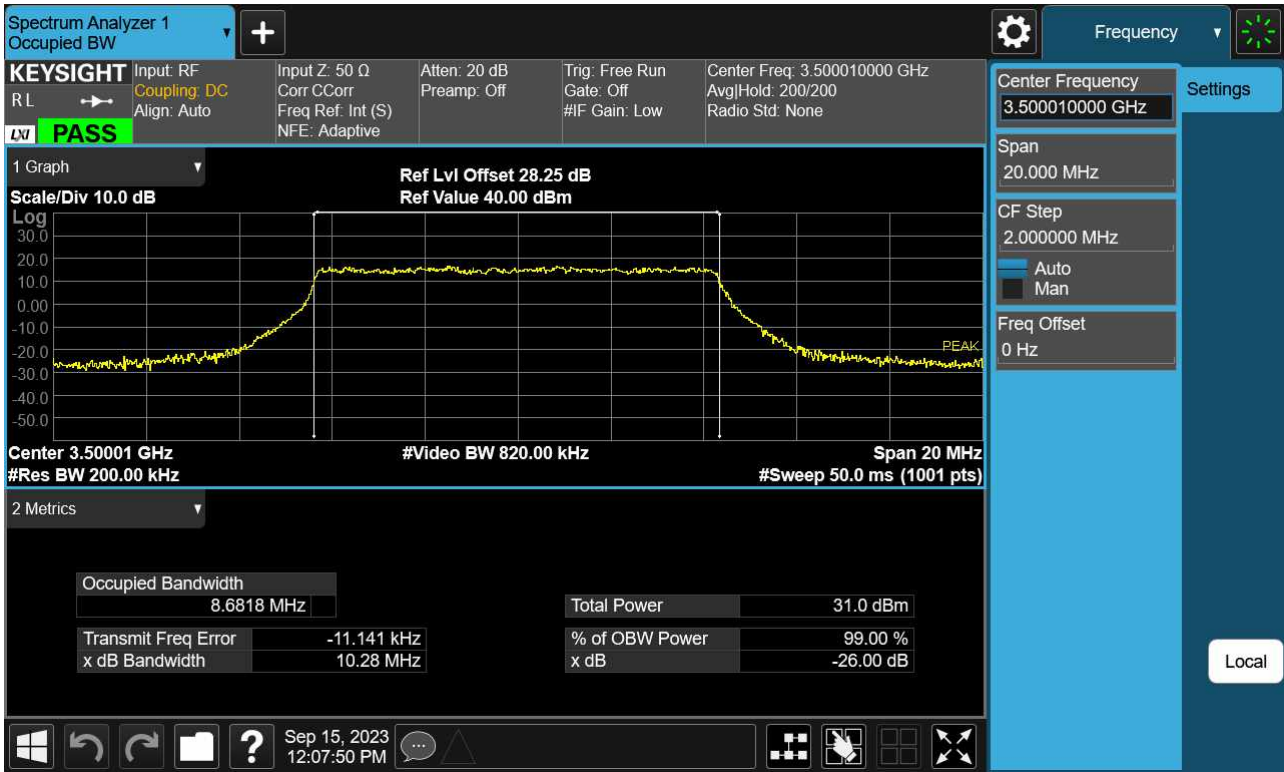 Spectrum Analyzer 1
Occupied BW
+
Frequency
KEYSIGHT
R L
LXI
PASS
Input: RF
Coupling: DC
Align: Auto
Input Z: 50 Ω
Corr CCorr
Freq Ref: Int (S)
NFE: Adaptive
Atten: 20 dB
Preamp: Off
Trig: Free Run
Gate: Off
#IF Gain: Low
Center Freq: 3.500010000 GHz
Avg|Hold: 200/200
Radio Std: None
1 Graph
Scale/Div 10.0 dB
Ref Lvl Offset 28.25 dB
Ref Value 40.00 dBm
Log
30.0
20.0
10.0
0.00
-10.0
-20.0
-30.0
-40.0
-50.0
PEAK
Center 3.50001 GHz
#Video BW 820.00 kHz
Span 20 MHz
#Res BW 200.00 kHz
#Sweep 50.0 ms (1001 pts)
2 Metrics
Occupied Bandwidth
8.6818 MHz
Total Power 31.0 dBm
Transmit Freq Error -11.141 kHz
% of OBW Power 99.00 %
x dB Bandwidth 10.28 MHz
x dB -26.00 dB
Center Frequency
3.500010000 GHz
Settings
Span
20.000 MHz
CF Step
2.000000 MHz
Auto
Man
Freq Offset
0 Hz
Local
?
Sep 15, 2023
12:07:50 PM